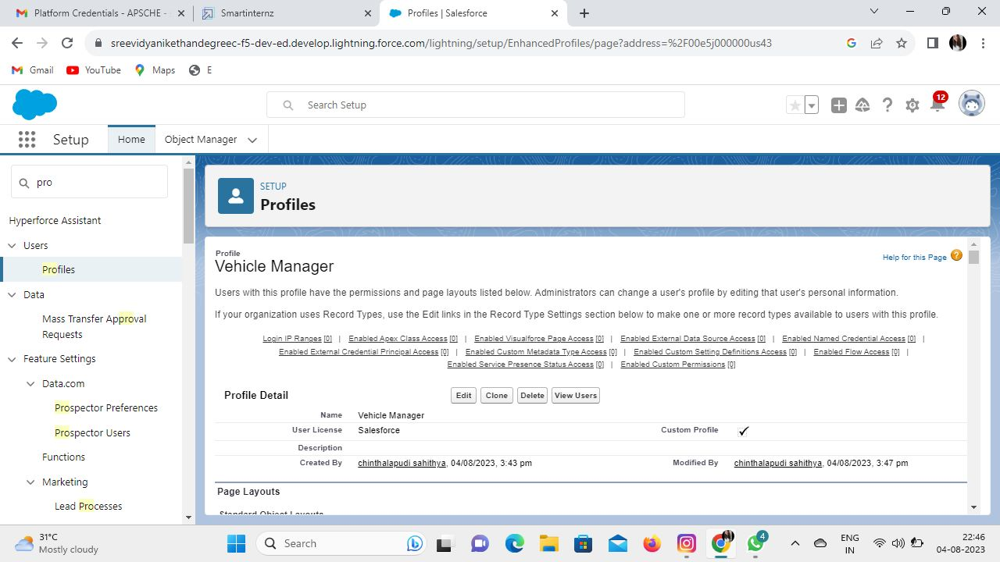 Platform Credentials - APSCHE -
Smartinternz
Profiles | Salesforce
sreevidyanikethandegreec-f5-dev-ed.develop.lightning.force.com/lightning/setup/EnhancedProfiles/page?address=%2F00e5j000000us43
Gmail
YouTube
Maps
E
Search Setup
12
Setup
Home
Object Manager
pro
Hyperforce Assistant
Users
Profiles
Data
Mass Transfer Approval
Requests
Feature Settings
Data.com
Prospector Preferences
Prospector Users
Functions
Marketing
Lead Processes
SETUP
Profiles
Profile
Vehicle Manager
Help for this Page
Users with this profile have the permissions and page layouts listed below. Administrators can change a user's profile by editing that user's personal information.
If your organization uses Record Types, use the Edit links in the Record Type Settings section below to make one or more record types available to users with this profile.
Login IP Ranges [0] | Enabled Apex Class Access [0] | Enabled Visualforce Page Access [0] | Enabled External Data Source Access [0] | Enabled Named Credential Access [0] |
Enabled External Credential Principal Access [0] | Enabled Custom Metadata Type Access [0] | Enabled Custom Setting Definitions Access [0] | Enabled Flow Access [0] |
Enabled Service Presence Status Access [0] | Enabled Custom Permissions [0]
Profile Detail
Edit Clone Delete View Users
Name Vehicle Manager
User License Salesforce Custom Profile ✓
Description
Created By chinthalapudi sahithya, 04/08/2023, 3:43 pm Modified By chinthalapudi sahithya, 04/08/2023, 3:47 pm
Page Layouts
Standard Object Layouts
31°C
Mostly cloudy
Search
4
ENG
IN
22:46
04-08-2023